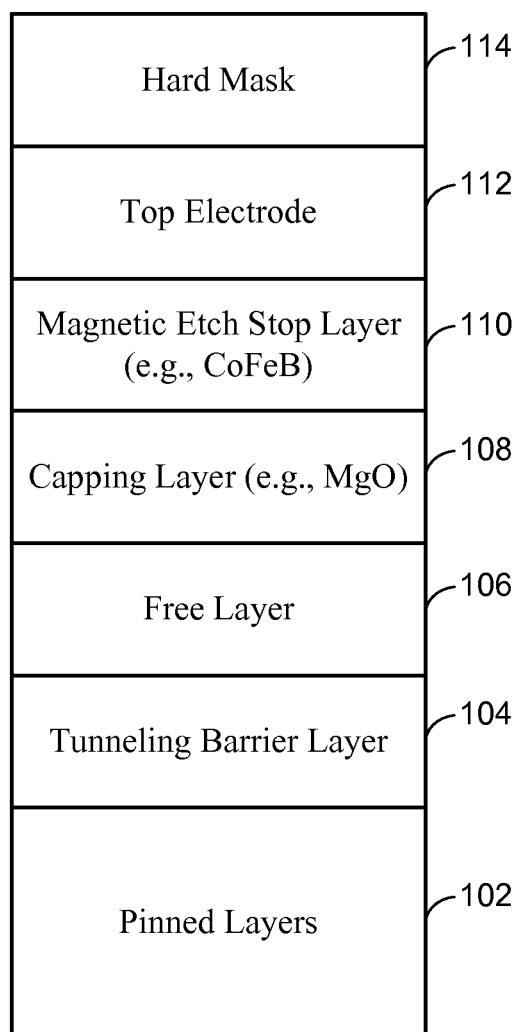 Hard Mask
114
Top Electrode
112
Magnetic Etch Stop Layer
(e.g., CoFeB)
110
Capping Layer (e.g., MgO)
108
Free Layer
106
Tunneling Barrier Layer
104
Pinned Layers
102